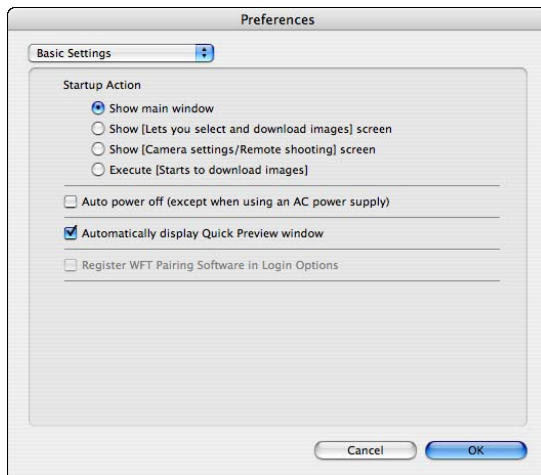 Preferences
Basic Settings
Startup Action
Show main window
Show [Lets you select and download images] screen
Show [Camera settings/Remote shooting] screen
Execute [Starts to download images]
Auto power off (except when using an AC power supply)
Automatically display Quick Preview window
Register WFT Pairing Software in Login Options
Cancel
OK